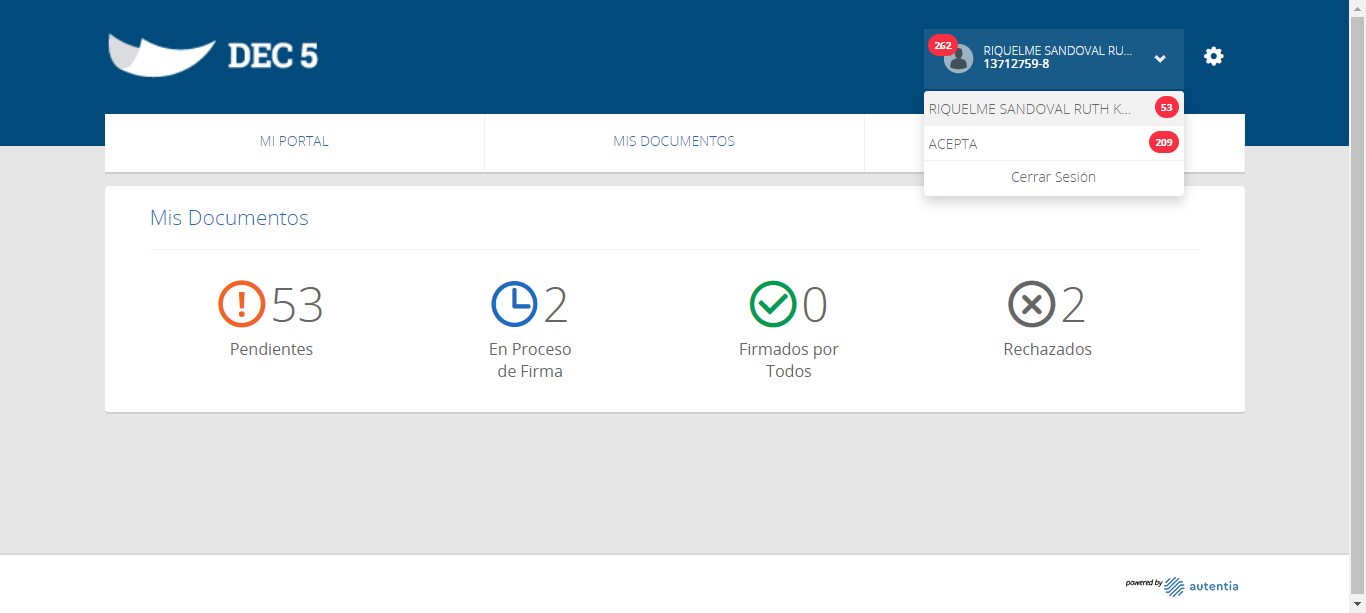 DEC 5
262
RIQUELME SANDOVAL RU...
13712759-8
RIQUELME SANDOVAL RUTH K...
53
ACEPTA
209
Cerrar Sesión
MI PORTAL
MIS DOCUMENTOS
Mis Documentos
53
2
0
2
Pendientes
En Proceso
de Firma
Firmados por
Todos
Rechazados
powered by autentia